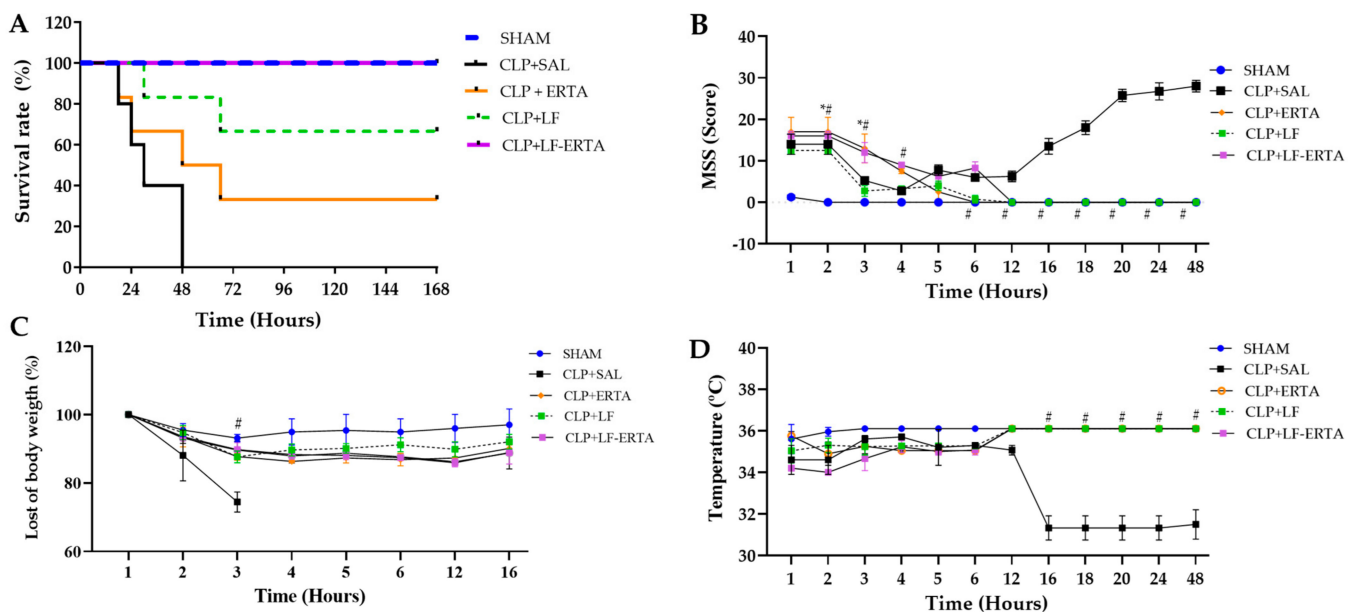 A
Survival rate (%)
120
100
80
60
40
20
0
0 24 48 72 96 120 144 168
Time (Hours)
SHAM
CLP+SAL
CLP + ERTA
CLP+LF
CLP+LF-ERTA
B
MSS (Score)
40
30
20
10
0
-10
*# *# #
# # # # # # #
1 2 3 4 5 6 12 16 18 20 24 48
Time (Hours)
SHAM
CLP+SAL
CLP+ERTA
CLP+LF
CLP+LF-ERTA
C
Lost of body weigth (%)
120
100
80
60
#
1 2 3 4 5 6 12 16
Time (Hours)
SHAM
CLP+SAL
CLP+ERTA
CLP+LF
CLP+LF-ERTA
D
Temperature (°C)
40
38
36
34
32
30
# # # # #
1 2 3 4 5 6 12 16 18 20 24 48
Time (Hours)
SHAM
CLP+SAL
CLP+ERTA
CLP+LF
CLP+LF-ERTA